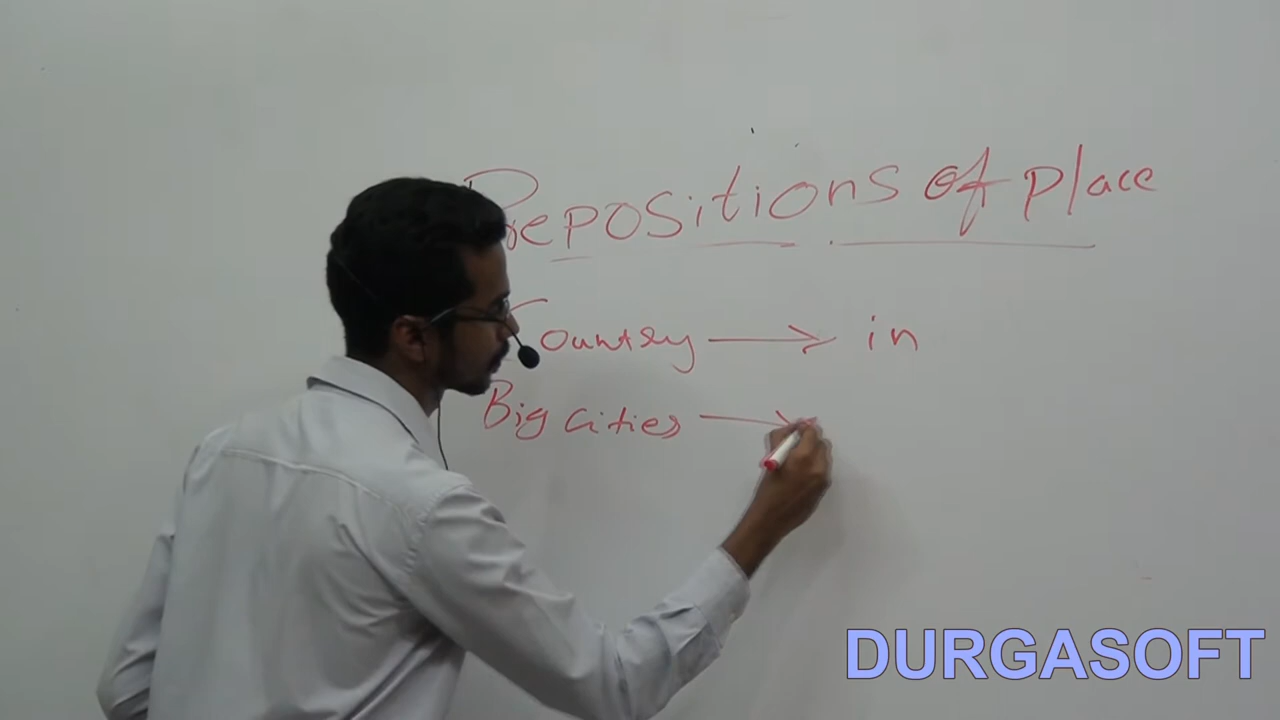 Prepositions of place
Country → in
Big cities →
DURGASOFT